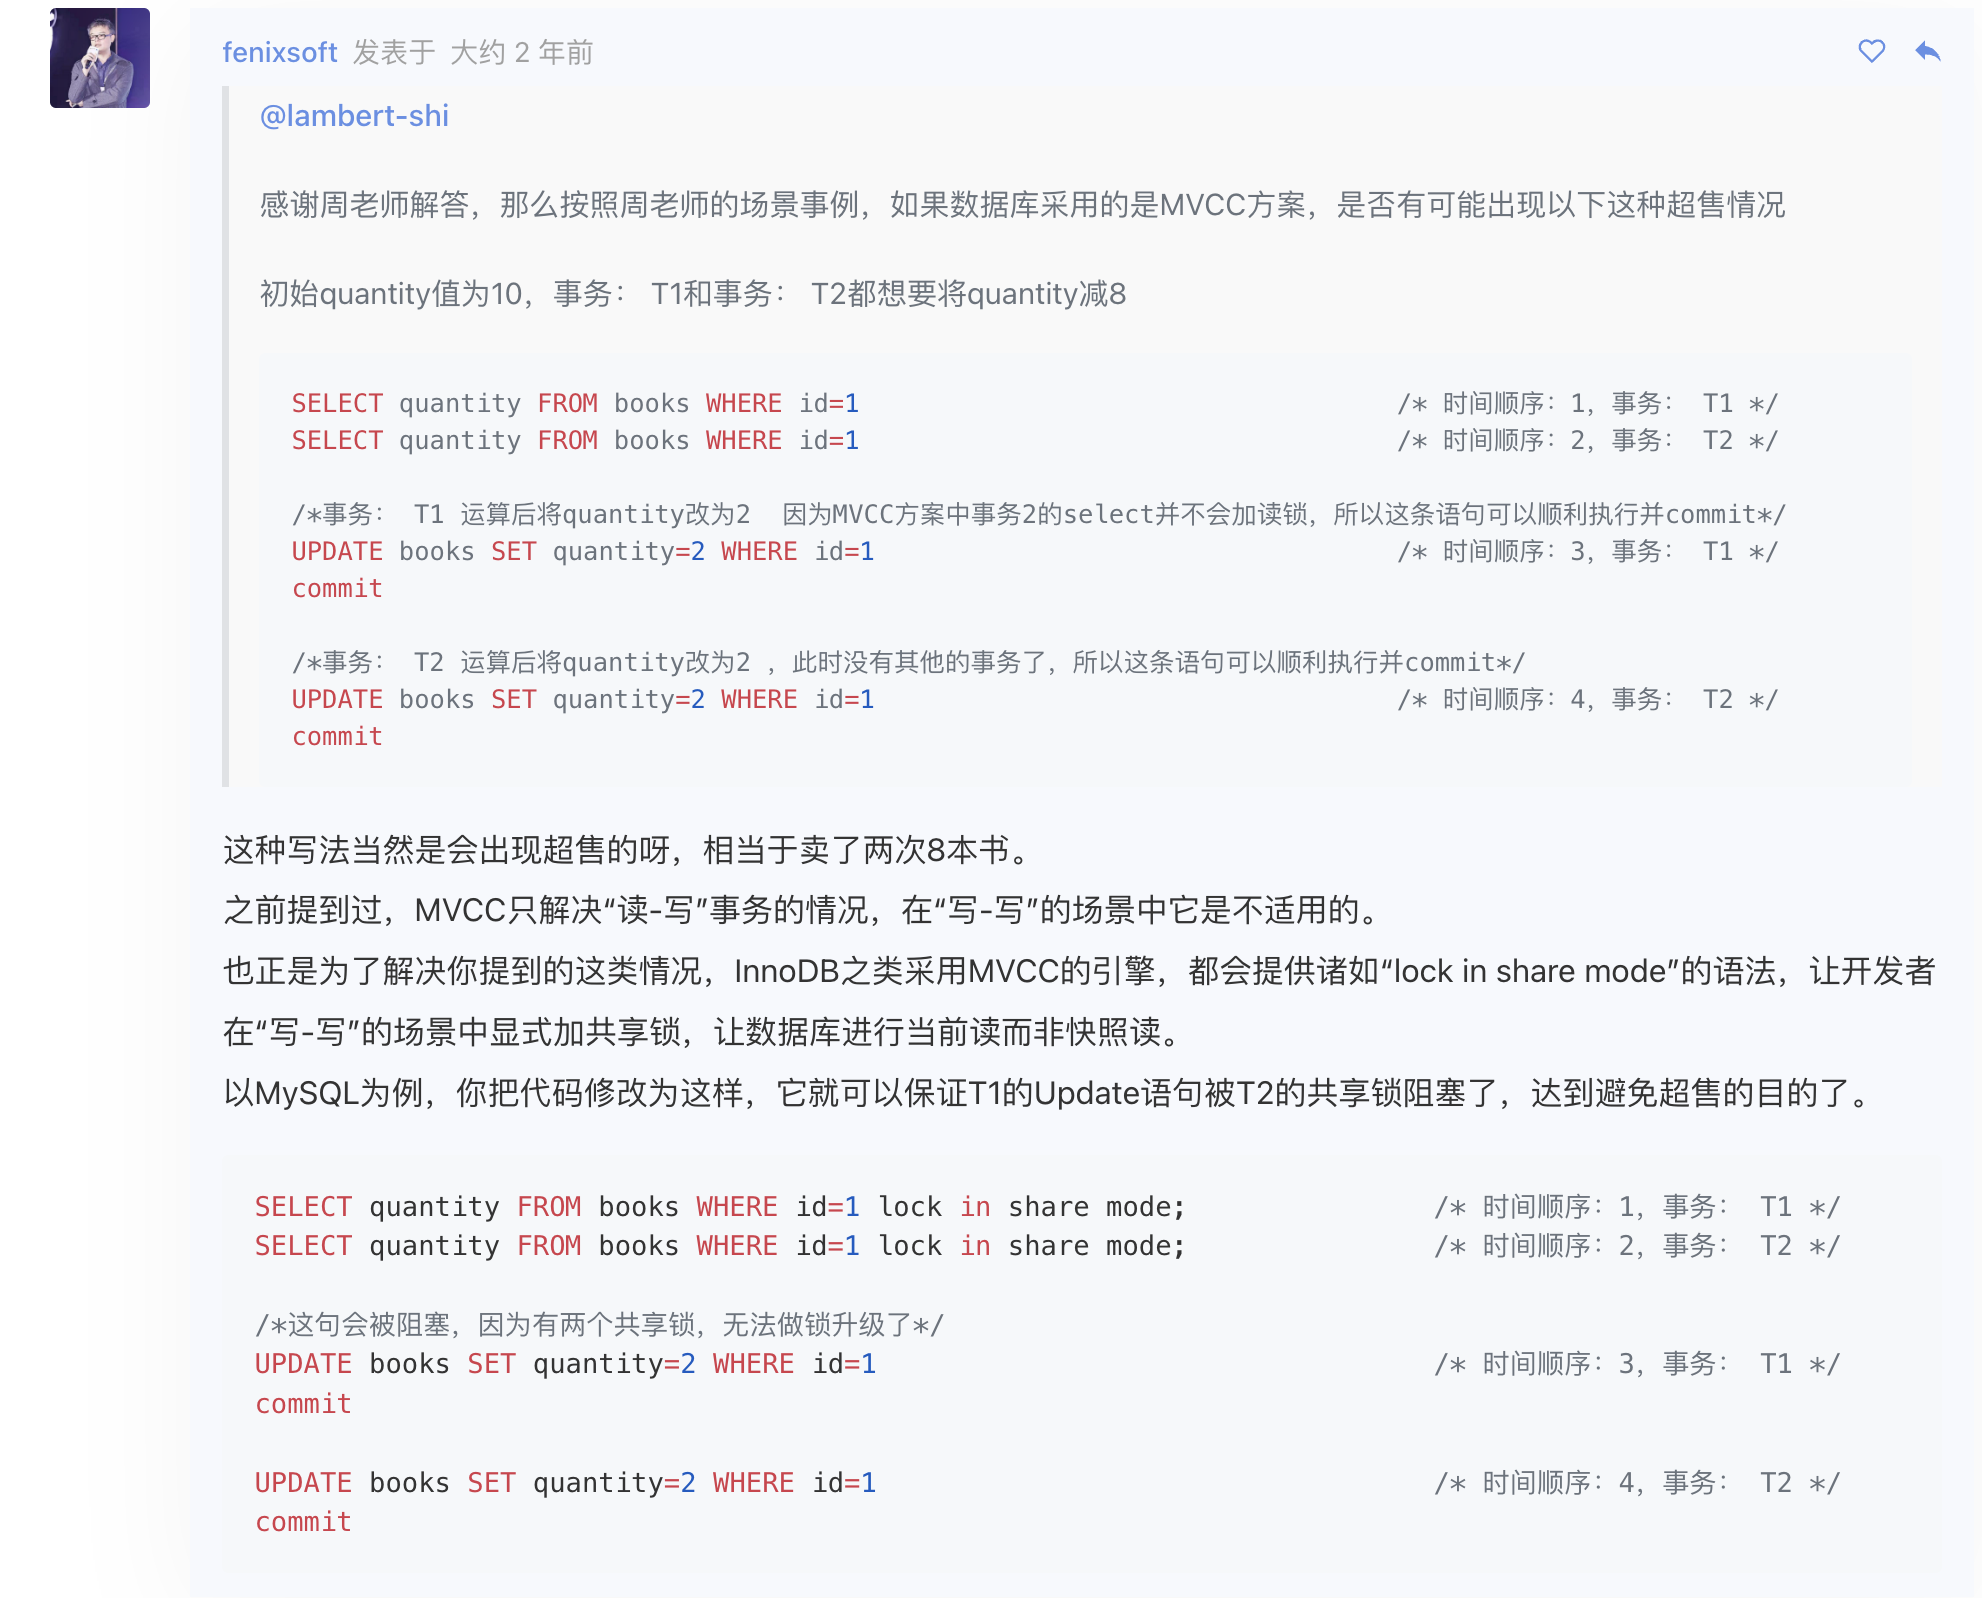 fenixsoft 发表于 大约 2 年前
@lambert-shi
感谢周老师解答，那么按照周老师的场景事例，如果数据库采用的是MVCC方案，是否有可能出现以下这种超售情况
初始quantity值为10，事务： T1和事务： T2都想要将quantity减8
SELECT quantity FROM books WHERE id=1 /* 时间顺序：1，事务： T1 */
SELECT quantity FROM books WHERE id=1 /* 时间顺序：2，事务： T2 */
/*事务： T1 运算后将quantity改为2  因为MVCC方案中事务2的select并不会加读锁，所以这条语句可以顺利执行并commit*/
UPDATE books SET quantity=2 WHERE id=1 /* 时间顺序：3，事务： T1 */
commit
/*事务： T2 运算后将quantity改为2 ，此时没有其他的事务了，所以这条语句可以顺利执行并commit*/
UPDATE books SET quantity=2 WHERE id=1 /* 时间顺序：4，事务： T2 */
commit
这种写法当然是会出现超售的呀，相当于卖了两次8本书。
之前提到过，MVCC只解决“读-写”事务的情况，在“写-写”的场景中它是不适用的。
也正是为了解决你提到的这类情况，InnoDB之类采用MVCC的引擎，都会提供诸如“lock in share mode”的语法，让开发者
在“写-写”的场景中显式加共享锁，让数据库进行当前读而非快照读。
以MySQL为例，你把代码修改为这样，它就可以保证T1的Update语句被T2的共享锁阻塞了，达到避免超售的目的了。
SELECT quantity FROM books WHERE id=1 lock in share mode; /* 时间顺序：1，事务： T1 */
SELECT quantity FROM books WHERE id=1 lock in share mode; /* 时间顺序：2，事务： T2 */
/*这句会被阻塞，因为有两个共享锁，无法做锁升级了*/
UPDATE books SET quantity=2 WHERE id=1 /* 时间顺序：3，事务： T1 */
commit
UPDATE books SET quantity=2 WHERE id=1 /* 时间顺序：4，事务： T2 */
commit